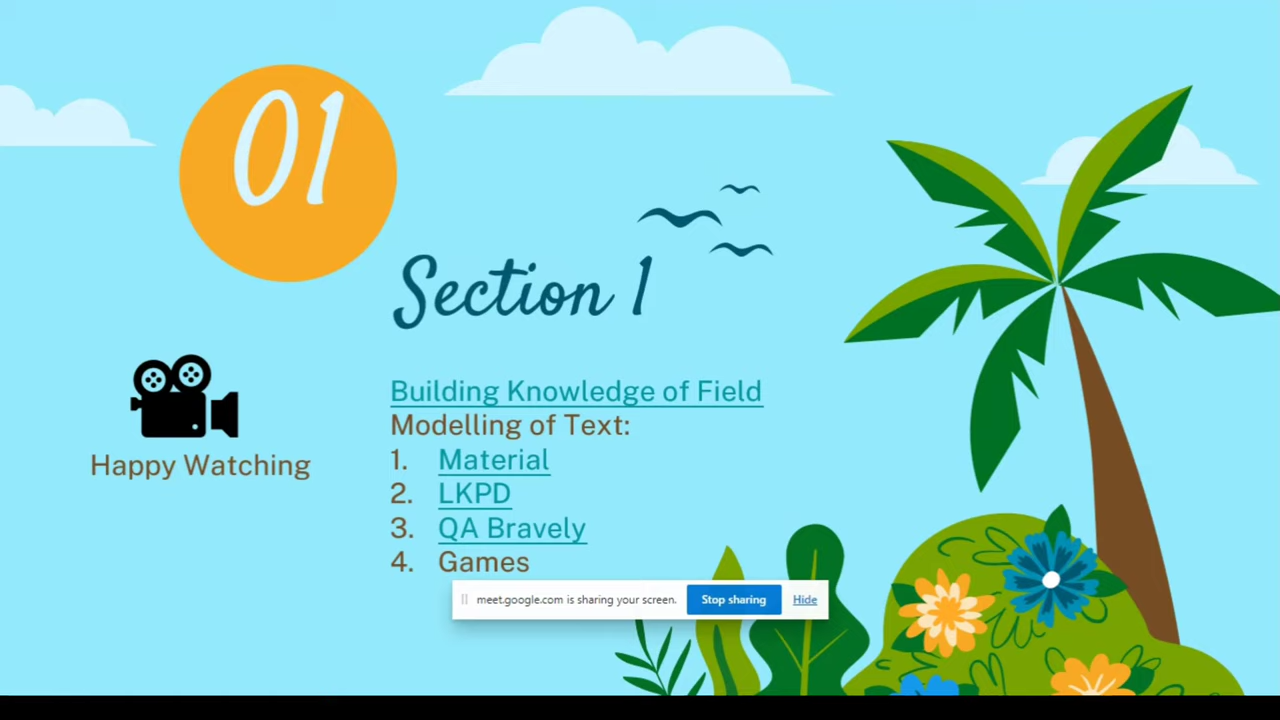 01
Section 1
Happy Watching
Building Knowledge of Field
Modelling of Text:
1. Material
2. LKPD
3. QA Bravely
4. Games
meet.google.com is sharing your screen. Stop sharing Hide